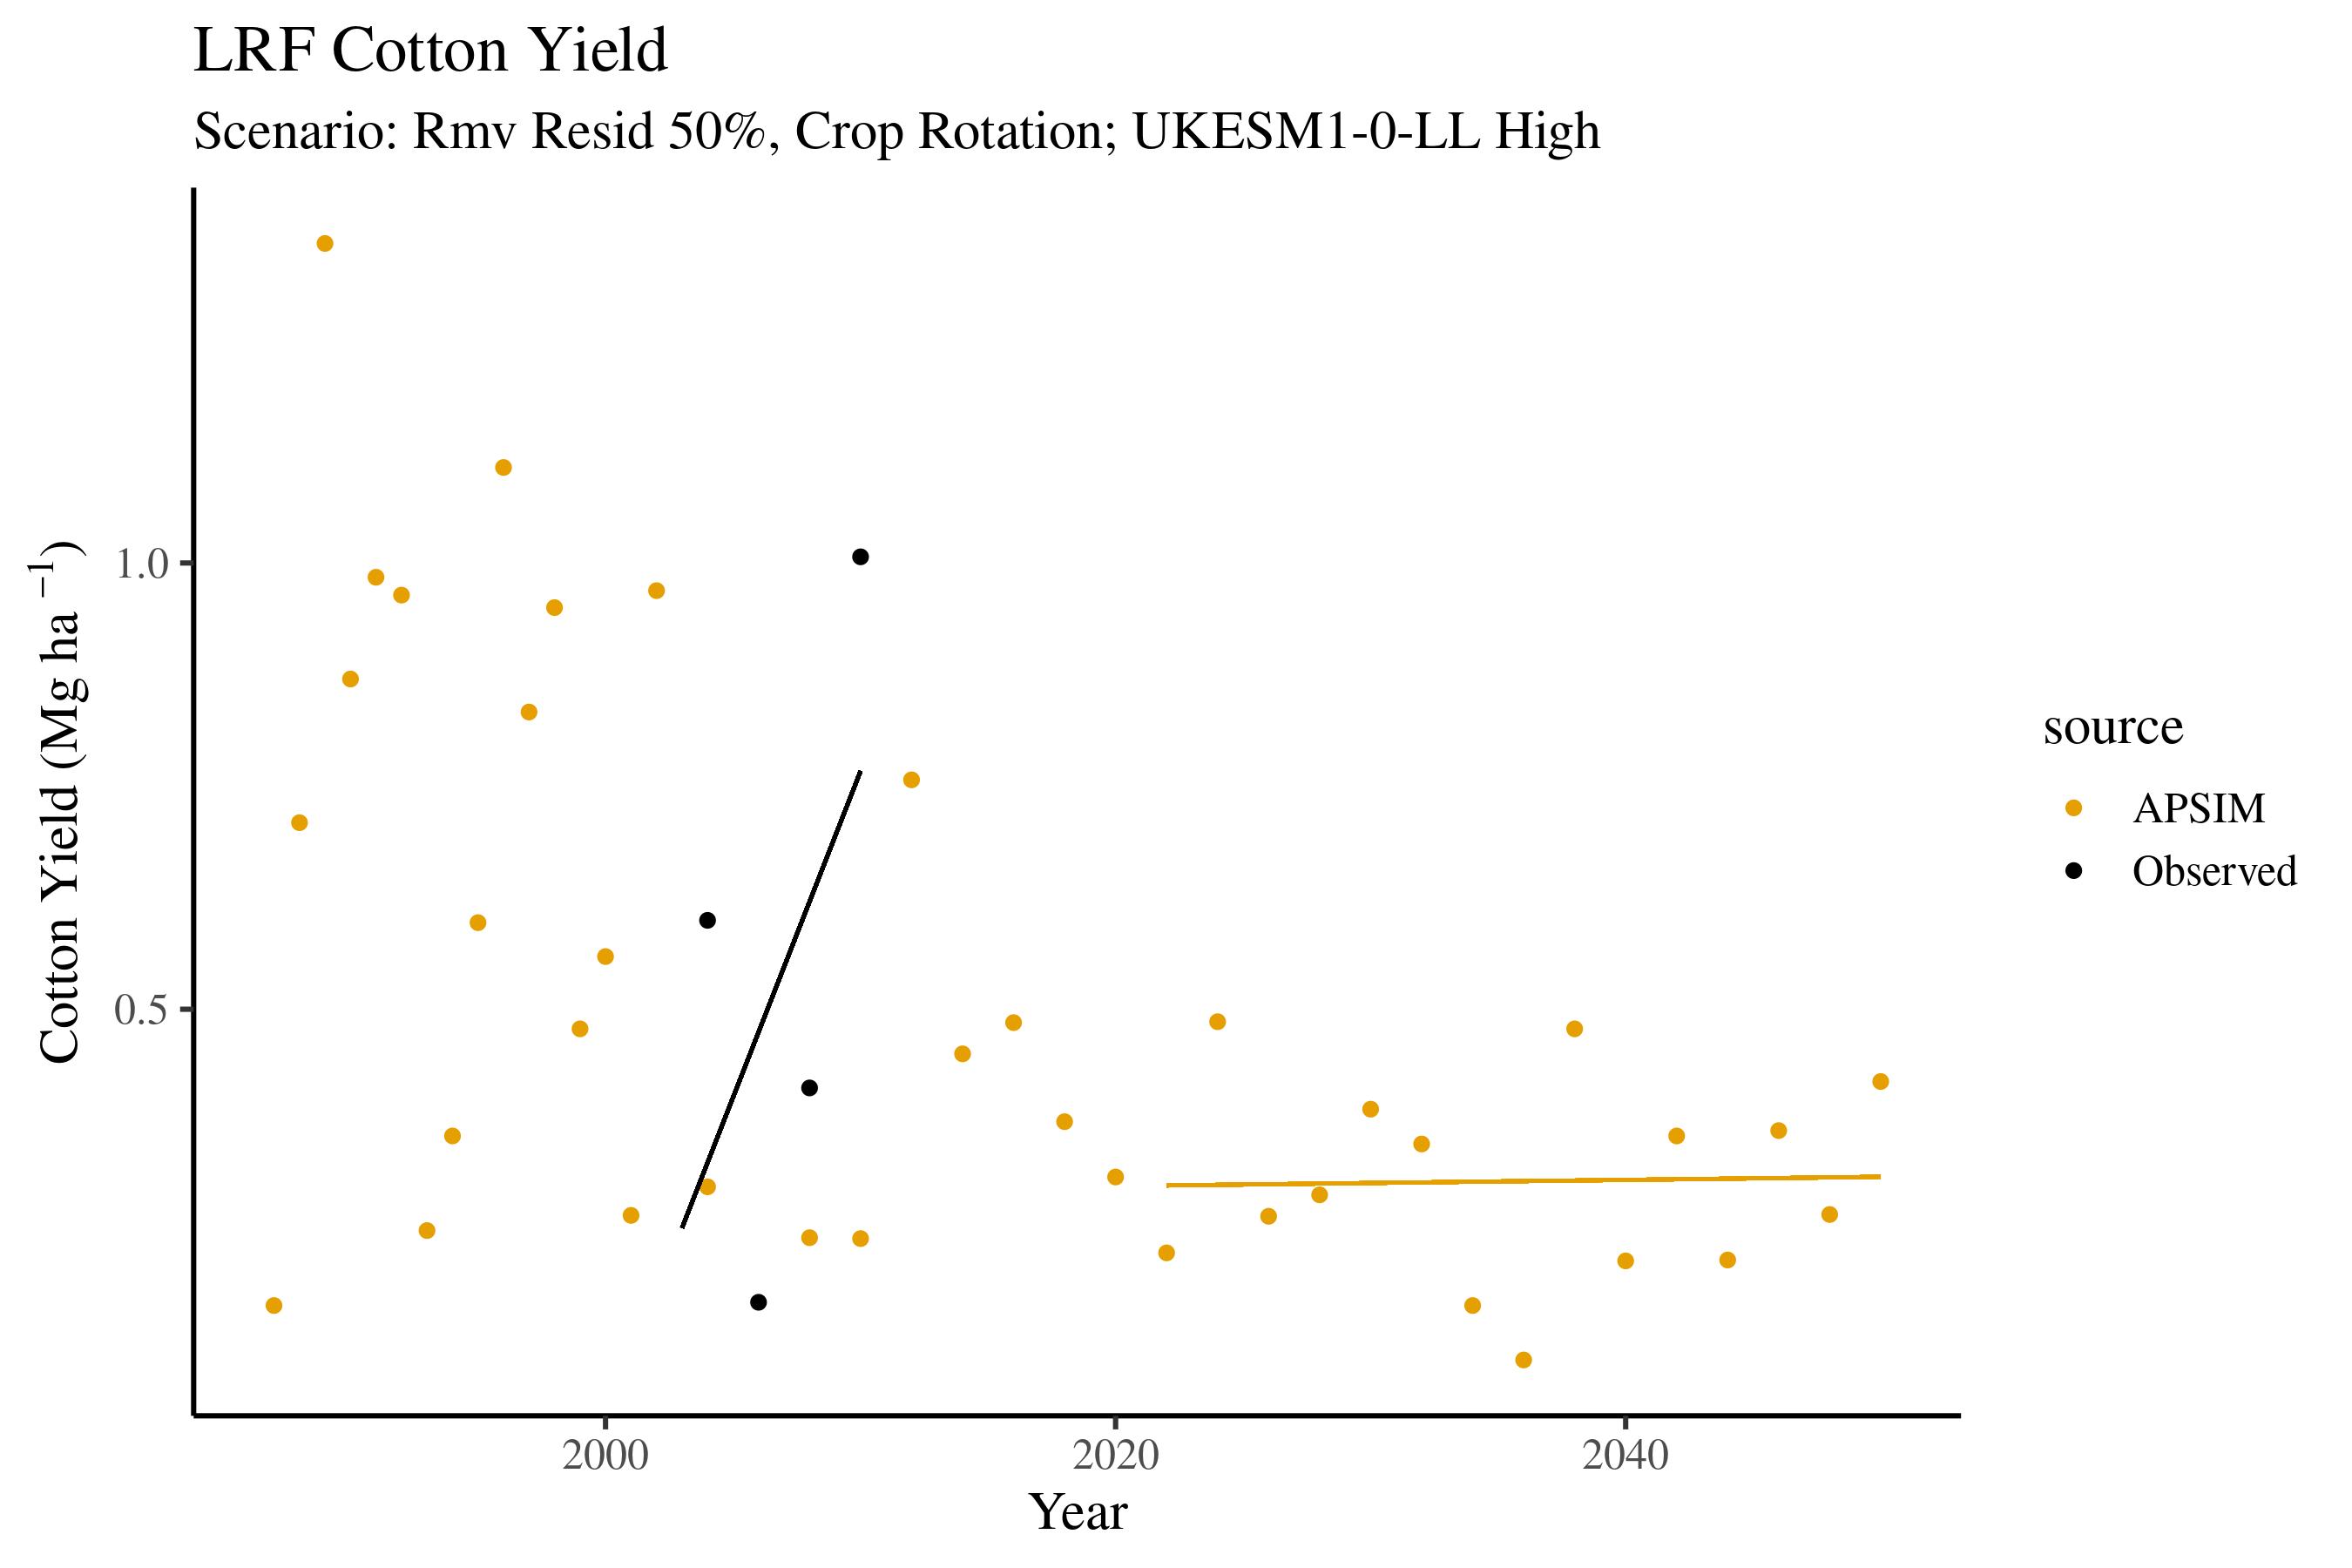 LRF Cotton Yield
Scenario: Rmv Resid 50%, Crop Rotation; UKESM1-0-LL High
Cotton Yield (Mg ha −1)
1.0
0.5
2000
2020
2040
Year
source
APSIM
Observed